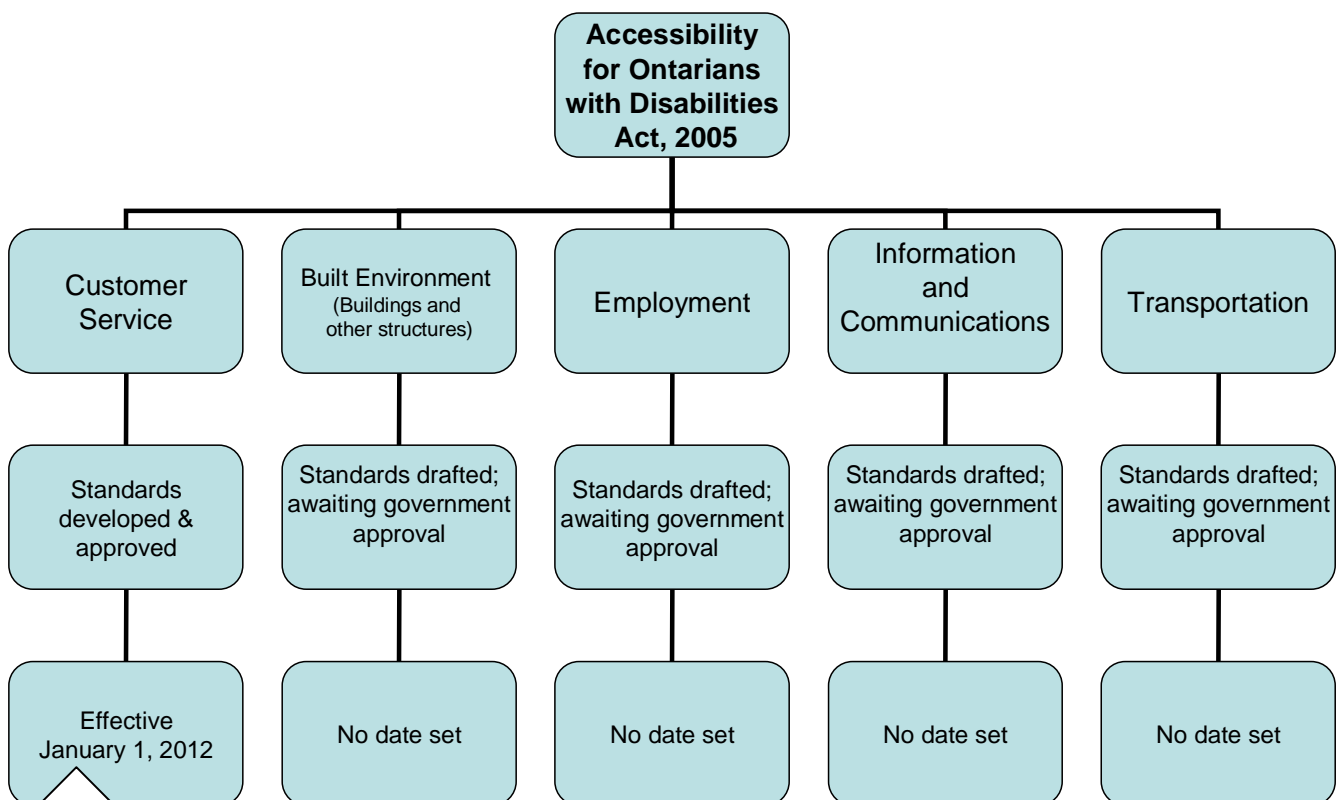 Accessibility
for Ontarians
with Disabilities
Act, 2005
Customer
Service
Built Environment
(Buildings and
other structures)
Employment
Information
and
Communications
Transportation
Standards
developed &
approved
Standards drafted;
awaiting government
approval
Standards drafted;
awaiting government
approval
Standards drafted;
awaiting government
approval
Standards drafted;
awaiting government
approval
Effective
January 1, 2012
No date set
No date set
No date set
No date set